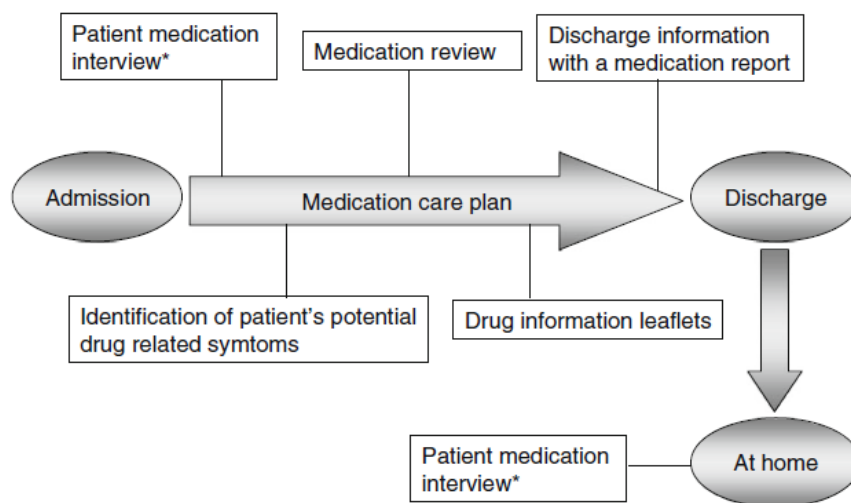 Patient medication
interview*
Medication review
Discharge information
with a medication report
Admission
Medication care plan
Discharge
Identification of patient's potential
drug related symtoms
Drug information leaflets
Patient medication
interview*
At home